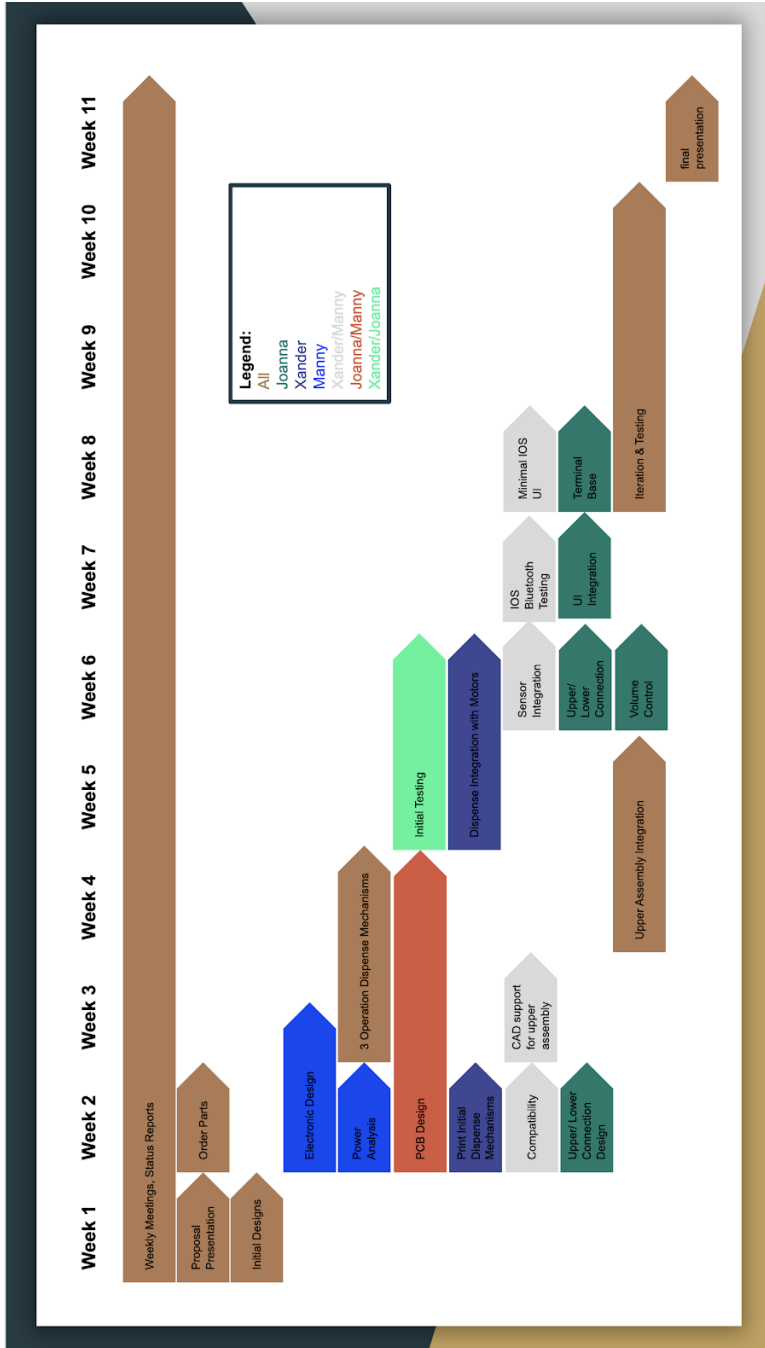 Week 1
Week 2
Week 3
Week 4
Week 5
Week 6
Week 7
Week 8
Week 9
Week 10
Week 11
Weekly Meetings, Status Reports
Proposal
Presentation
Order Parts
Initial Designs
Legend:
All
Joanna
Xander
Manny
Xander/Manny
Joanna/Manny
Xander/Joanna
Electronic Design
Power
Analysis
3 Operation Dispense Mechanisms
PCB Design
Initial Testing
Print Initial
Dispense
Mechanisms
Dispense Integration with Motors
Compatibility
CAD support
for upper
assembly
Sensor
Integration
IOS
Bluetooth
Testing
Minimal IOS
UI
Upper/ Lower
Connection
Design
Upper/
Lower
Connection
UI
Integration
Terminal
Base
Upper Assembly Integration
Volume
Control
Iteration & Testing
final
presentation